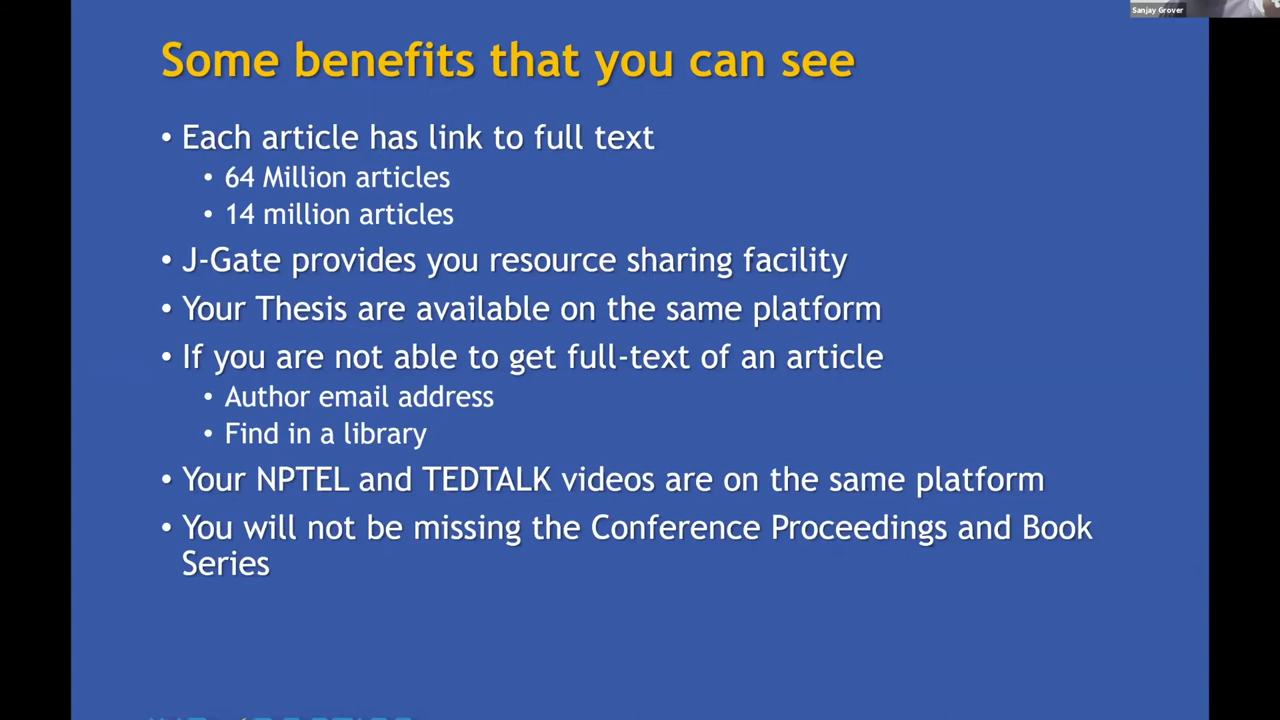 Sanjay Grover
Some benefits that you can see
• Each article has link to full text
• 64 Million articles
• 14 million articles
• J-Gate provides you resource sharing facility
• Your Thesis are available on the same platform
• If you are not able to get full-text of an article
• Author email address
• Find in a library
• Your NPTEL and TEDTALK videos are on the same platform
• You will not be missing the Conference Proceedings and Book
Series